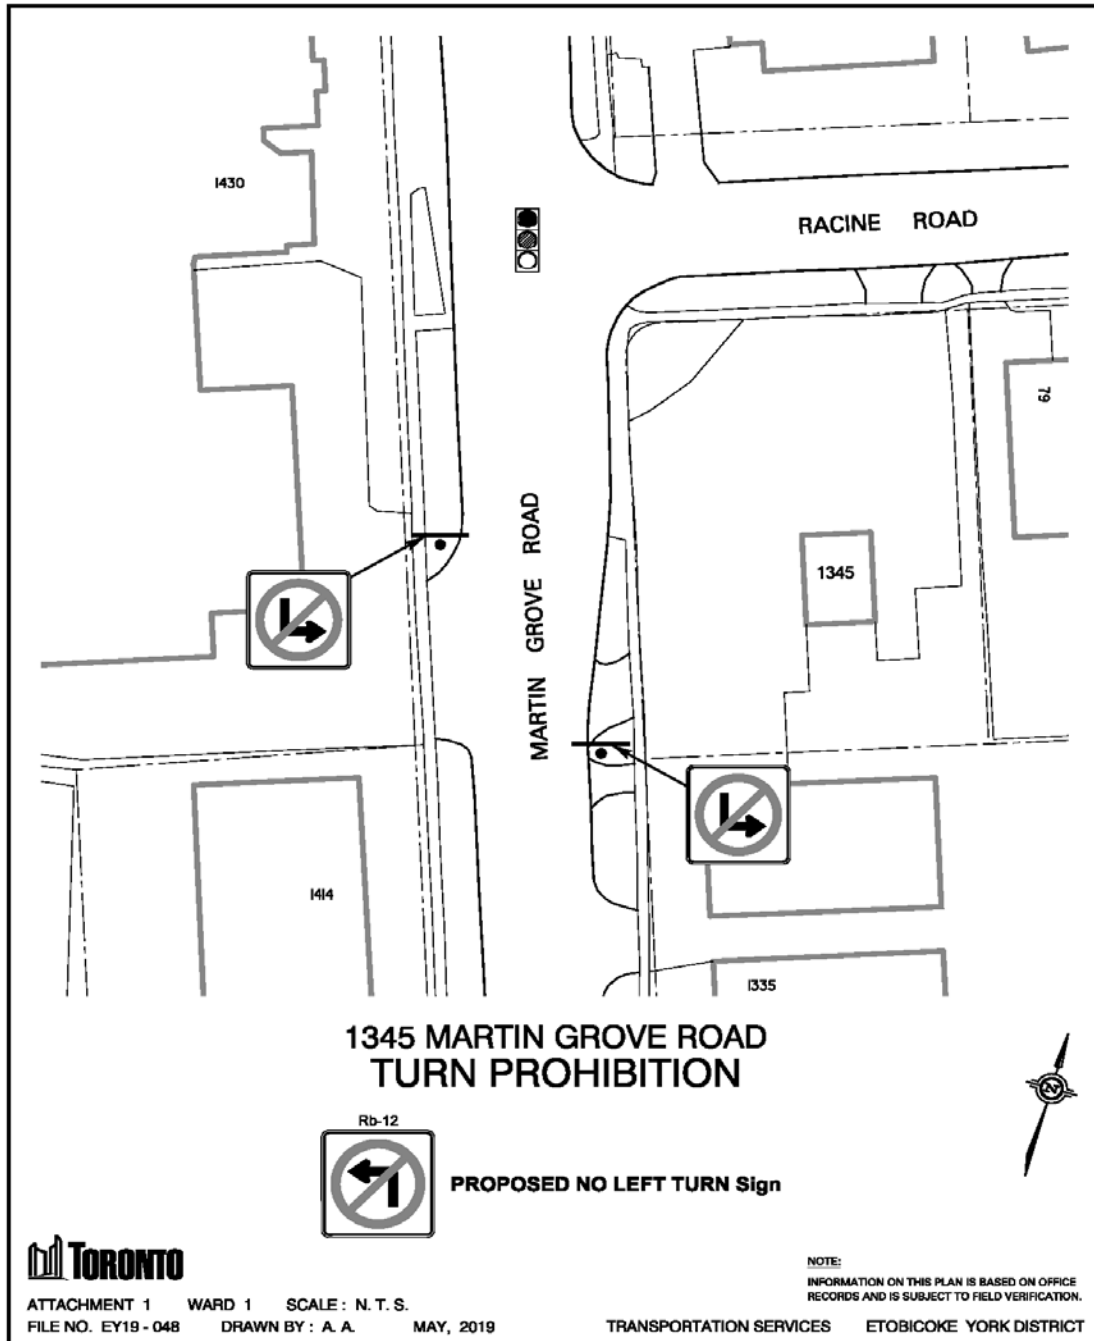 1430
RACINE ROAD
79
MARTIN GROVE ROAD
1345
1414
1335
1345 MARTIN GROVE ROAD
TURN PROHIBITION
N
Rb-12
PROPOSED NO LEFT TURN Sign
TORONTO
NOTE:
INFORMATION ON THIS PLAN IS BASED ON OFFICE
RECORDS AND IS SUBJECT TO FIELD VERIFICATION.
ATTACHMENT 1 WARD 1 SCALE : N. T. S.
FILE NO. EY19 - 048 DRAWN BY : A. A. MAY, 2019 TRANSPORTATION SERVICES ETOBICOKE YORK DISTRICT